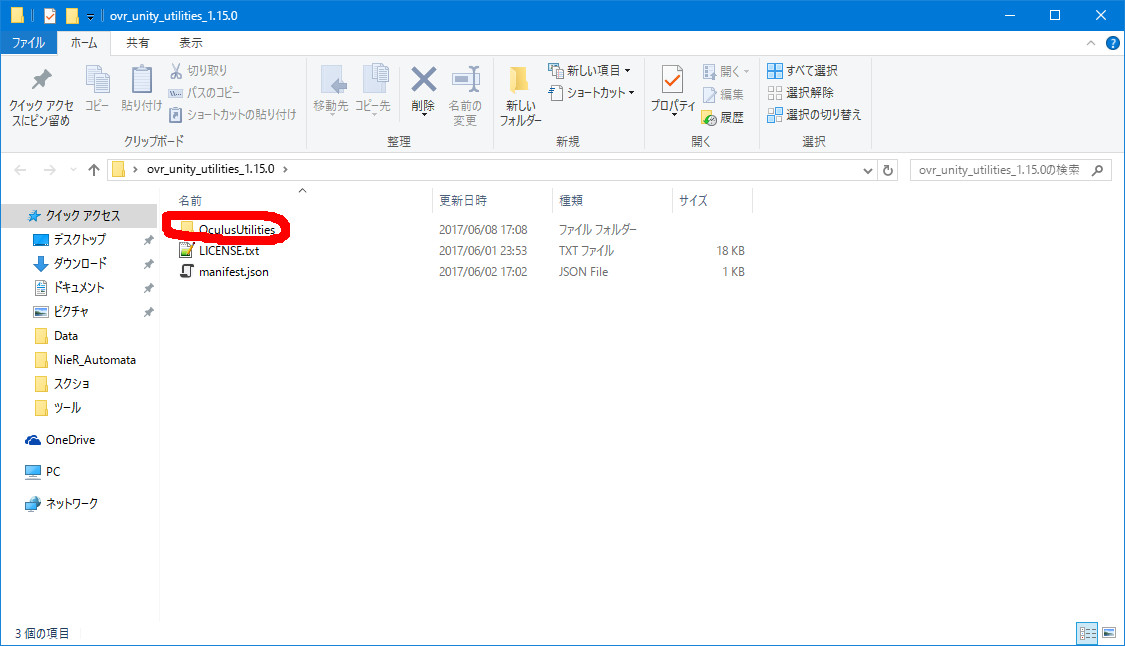 ovr_unity_utilities_1.15.0
ファイル ホーム 共有 表示
クイック アクセスにピン留め
コピー
貼り付け
切り取り
パスのコピー
ショートカットの貼り付け
クリップボード
移動先
コピー先
削除
名前の変更
整理
新しいフォルダー
新しい項目
ショートカット
新規
プロパティ
開く
編集
履歴
開く
すべて選択
選択解除
選択の切り替え
選択
ovr_unity_utilities_1.15.0
ovr_unity_utilities_1.15.0の検索
クイック アクセス
デスクトップ
ダウンロード
ドキュメント
ピクチャ
Data
NieR_Automata
スクショ
ツール
OneDrive
PC
ネットワーク
名前 更新日時 種類 サイズ
OculusUtilities 2017/06/08 17:08 ファイル フォルダー
LICENSE.txt 2017/06/01 23:53 TXT ファイル 18 KB
manifest.json 2017/06/02 17:02 JSON File 1 KB
3 個の項目